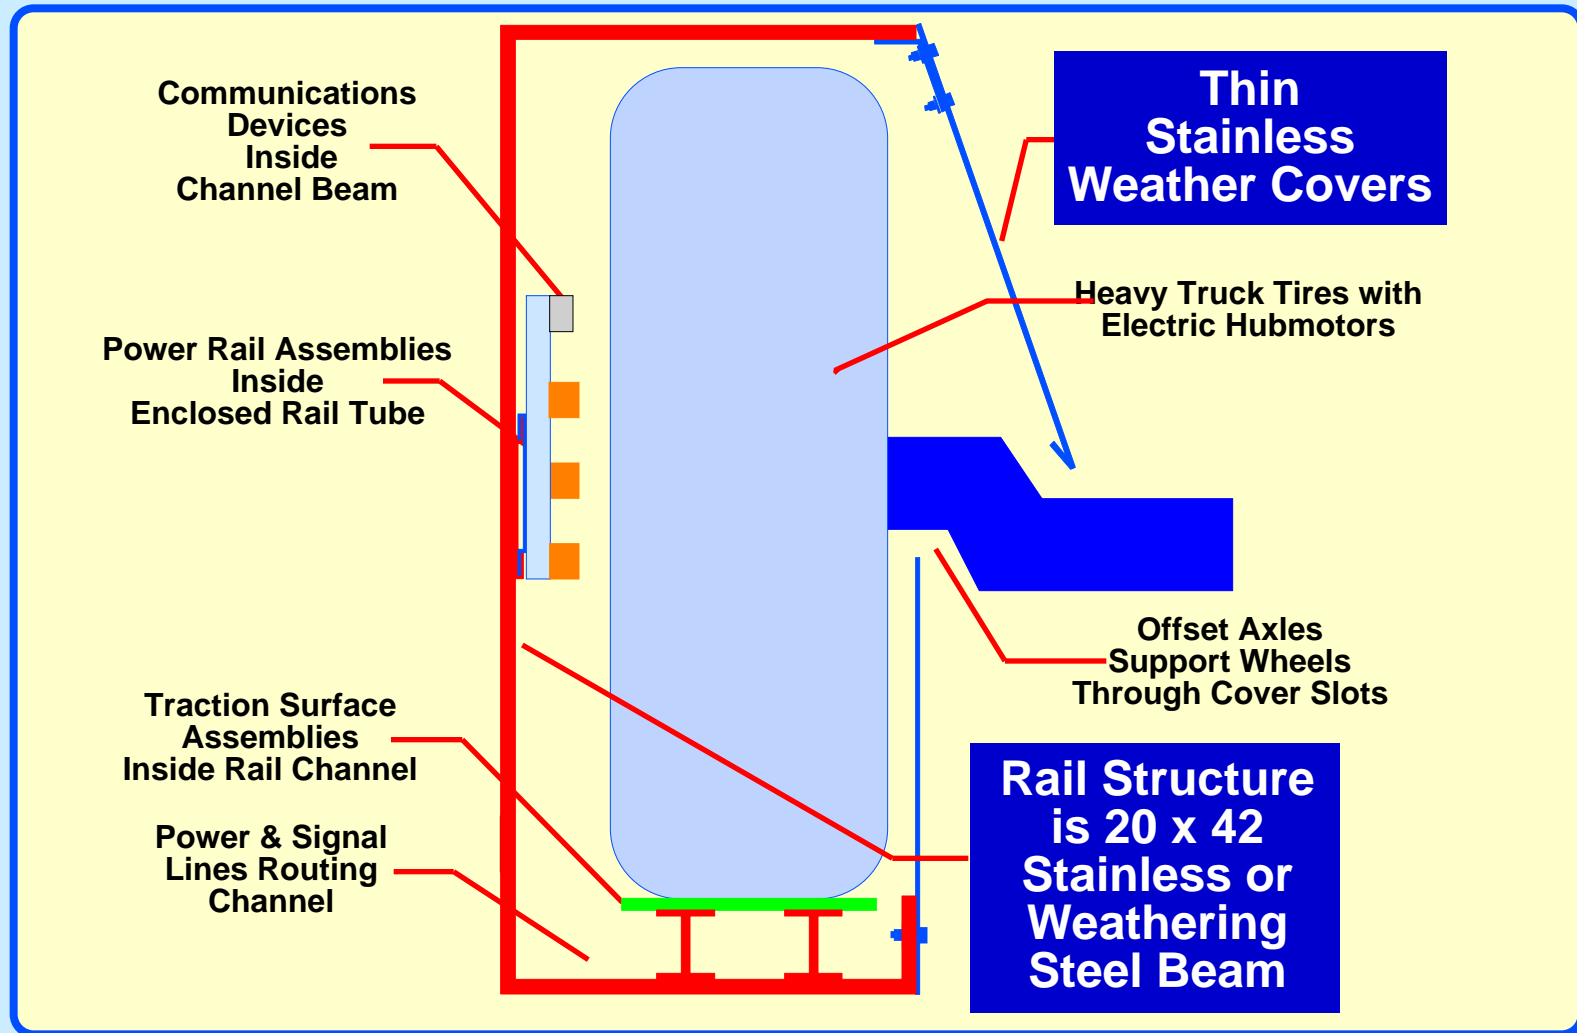 Communications
Devices
Inside
Channel Beam
Thin
Stainless
Weather Covers
Heavy Truck Tires with
Electric Hubmotors
Power Rail Assemblies
Inside
Enclosed Rail Tube
Offset Axles
Support Wheels
Through Cover Slots
Traction Surface
Assemblies
Inside Rail Channel
Rail Structure
is 20 x 42
Stainless or
Weathering
Steel Beam
Power & Signal
Lines Routing
Channel